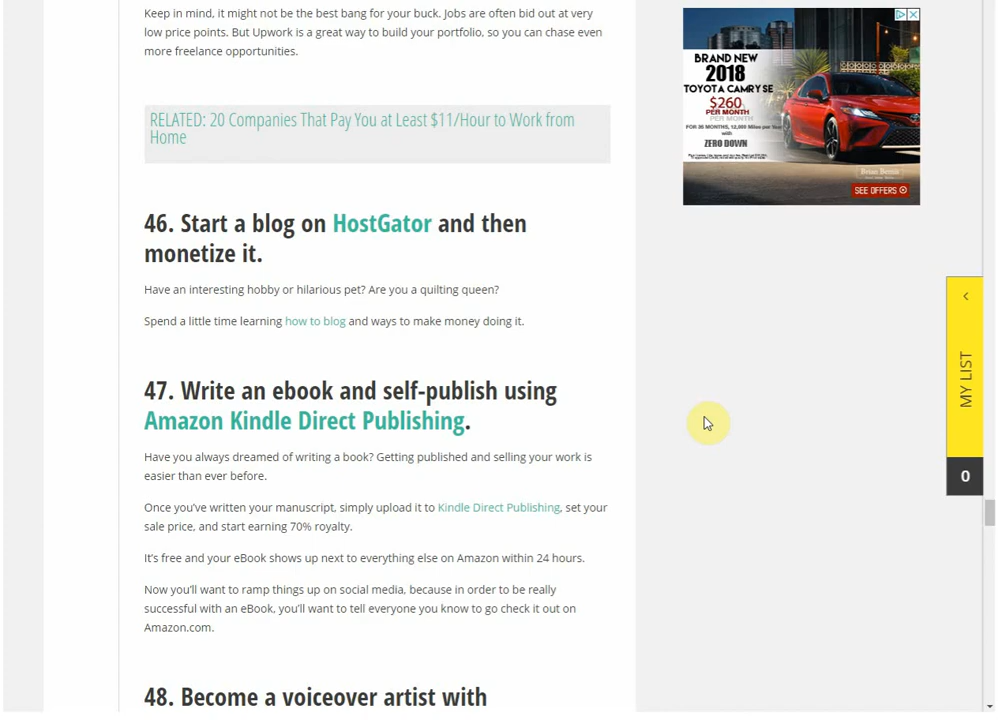 Keep in mind, it might not be the best bang for your buck. Jobs are often bid out at very
low price points. But Upwork is a great way to build your portfolio, so you can chase even
more freelance opportunities.
RELATED: 20 Companies That Pay You at Least $11/Hour to Work from
Home
46. Start a blog on HostGator and then
monetize it.
Have an interesting hobby or hilarious pet? Are you a quilting queen?
Spend a little time learning how to blog and ways to make money doing it.
47. Write an ebook and self-publish using
Amazon Kindle Direct Publishing.
Have you always dreamed of writing a book? Getting published and selling your work is
easier than ever before.
Once you've written your manuscript, simply upload it to Kindle Direct Publishing, set your
sale price, and start earning 70% royalty.
It's free and your eBook shows up next to everything else on Amazon within 24 hours.
Now you'll want to ramp things up on social media, because in order to be really
successful with an eBook, you'll want to tell everyone you know to go check it out on
Amazon.com.
48. Become a voiceover artist with
BRAND NEW
2018
TOYOTA CAMRY SE
$260
PER MONTH
PER MONTH
FOR 36 MONTHS, 12,000 Miles per Year
with
ZERO DOWN
SEE OFFERS
MY LIST
0